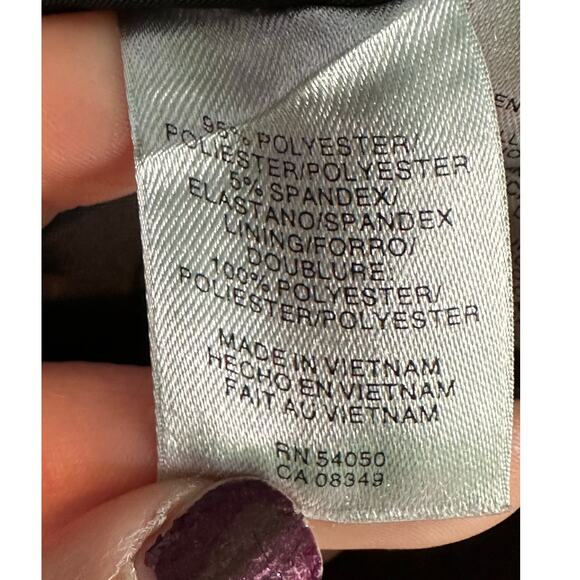 95% POLYESTER/
POLIESTER/POLYESTER
5% SPANDEX/
ELASTANO/SPANDEX
LINING/FORRO/
DOUBLURE:
100% POLYESTER/
POLIESTER/POLYESTER
MADE IN VIETNAM
HECHO EN VIETNAM
FAIT AU VIETNAM
RN 54050
CA 08349